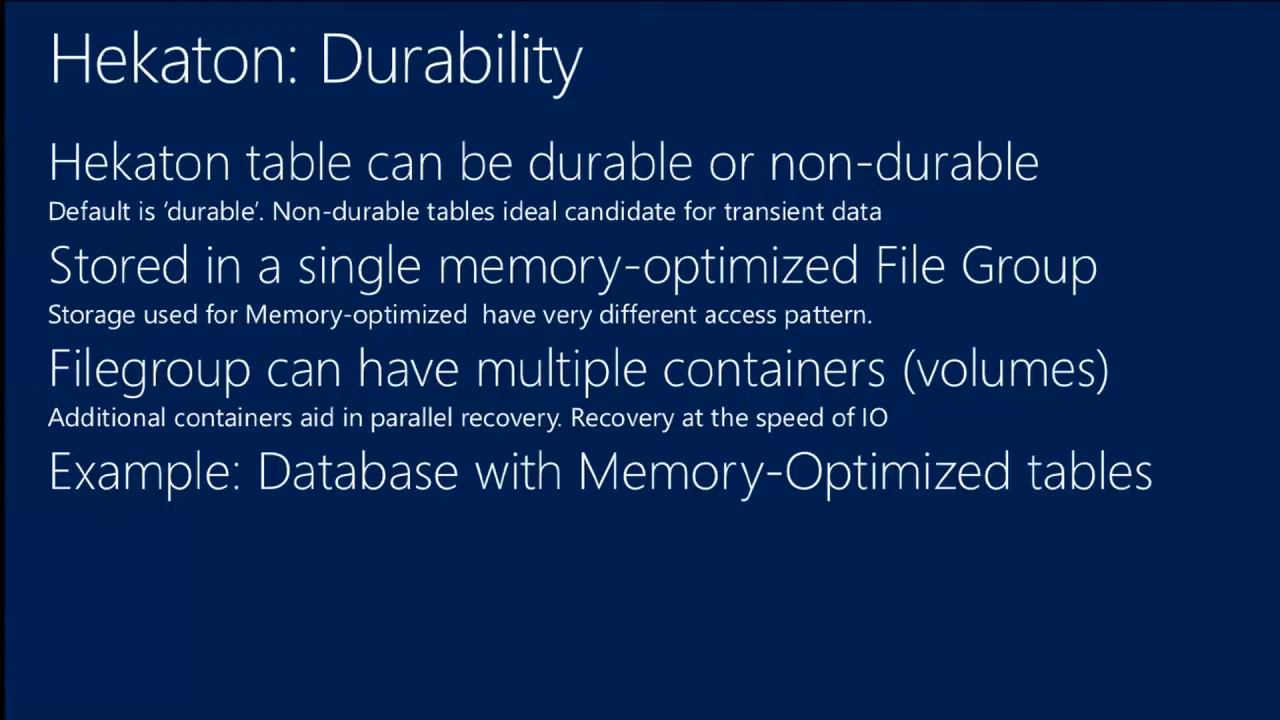 Hekaton: Durability
Hekaton table can be durable or non-durable
Default is ‘durable’. Non-durable tables ideal candidate for transient data
Stored in a single memory-optimized File Group
Storage used for Memory-optimized  have very different access pattern.
Filegroup can have multiple containers (volumes)
Additional containers aid in parallel recovery. Recovery at the speed of IO
Example: Database with Memory-Optimized tables